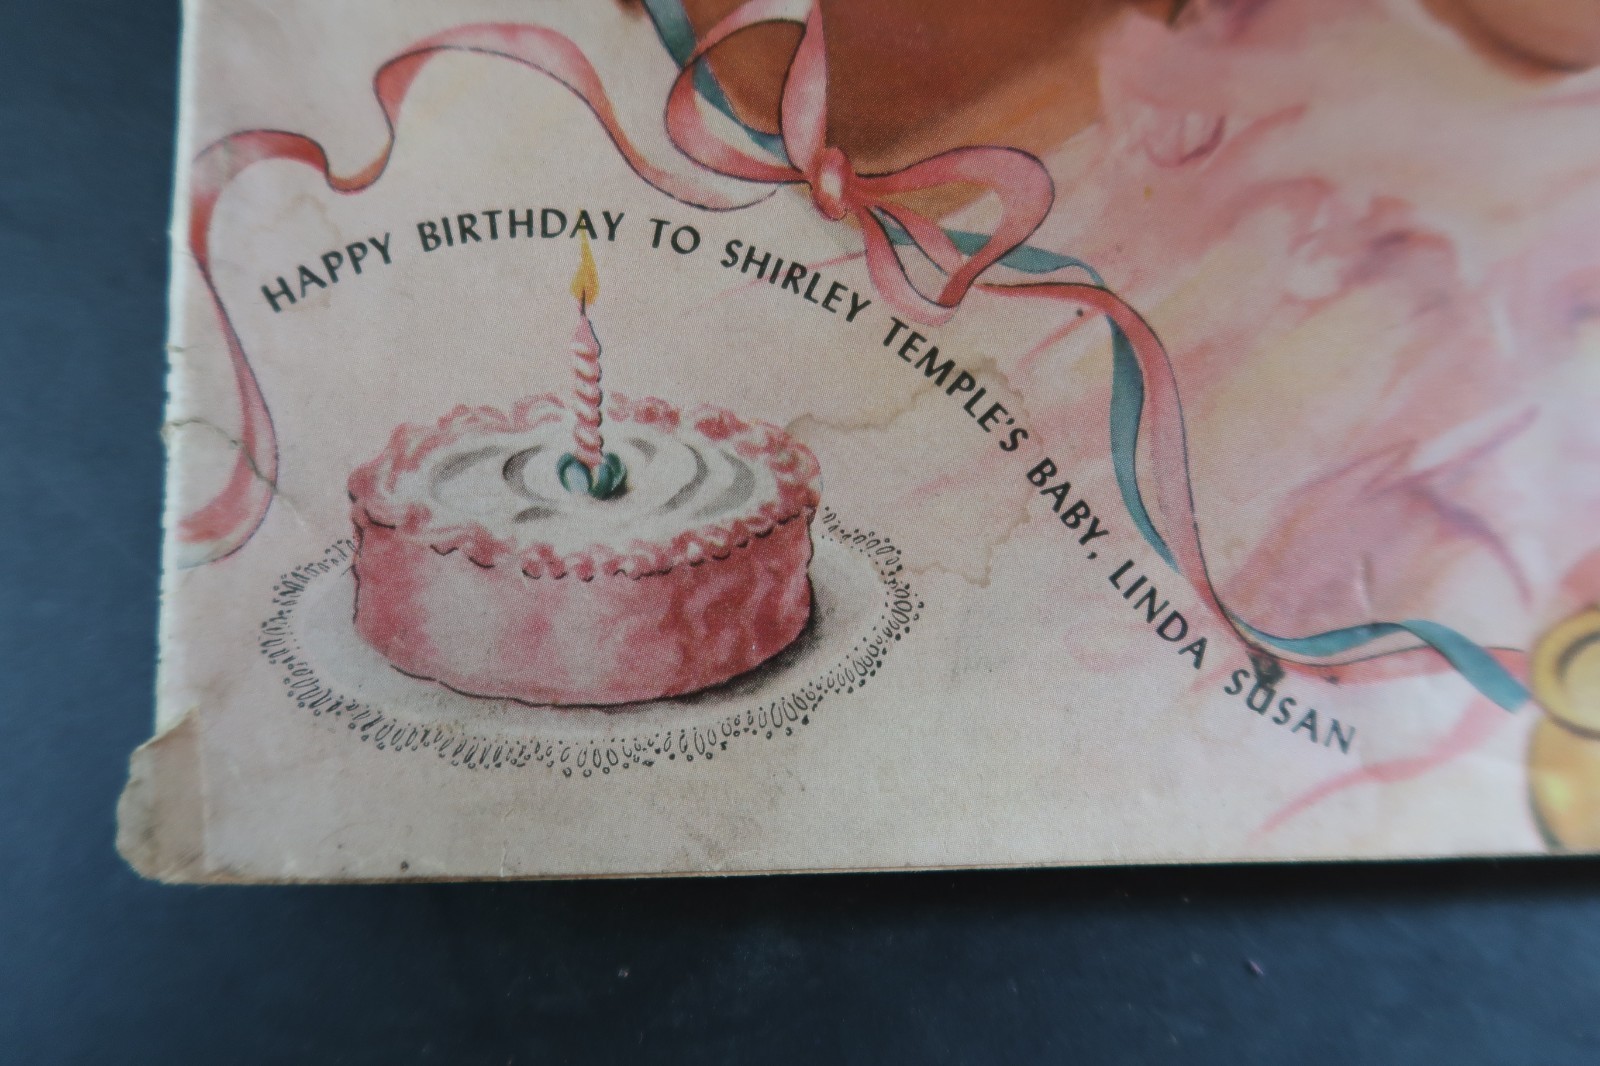 HAPPY BIRTHDAY TO SHIRLEY TEMPLE'S BABY, LINDA SUSAN